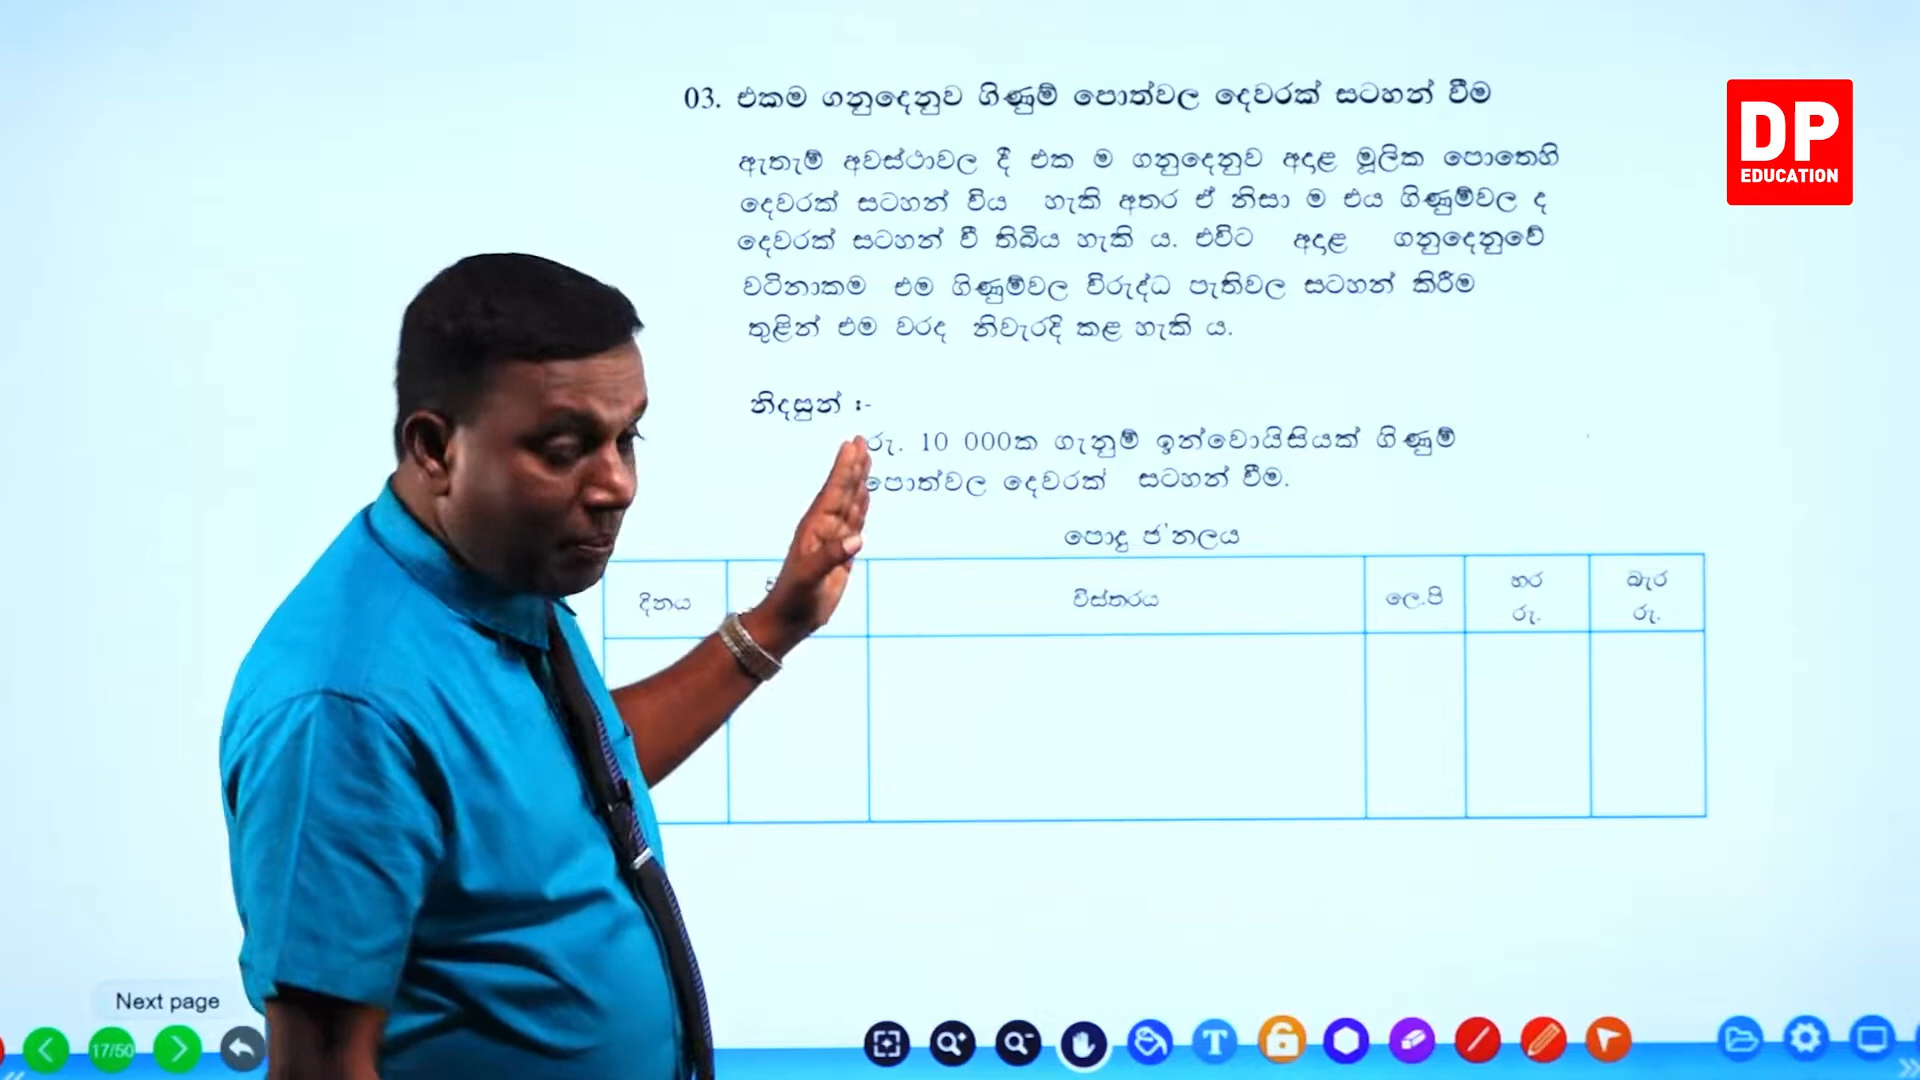 03. එකම ගනුදෙනුව ගිණුම් පොත්වල දෙවරක් සටහන් වීම
DP
EDUCATION
ඇතැම් අවස්ථාවල දී එක ම ගනුදෙනුව අදාළ මූලික පොතෙහි
දෙවරක් සටහන් විය හැකි අතර ඒ නිසා ම එය ගිණුම්වල ද
දෙවරක් සටහන් වී තිබිය හැකි ය. එවිට අදාළ ගනුදෙනුවේ
වටිනාකම එම ගිණුම්වල විරුද්ධ පැතිවල සටහන් කිරීම
තුළින් එම වරද නිවැරදි කළ හැකි ය.
නිදසුන් :-
රු. 10 000ක ගැනුම් ඉන්වොයිසියක් ගිණුම්
පොත්වල දෙවරක් සටහන් වීම.
පොදු ජ'නලය
දිනය විස්තරය ලෙ.පි හර රු. බැර රු.
Next page
17/50